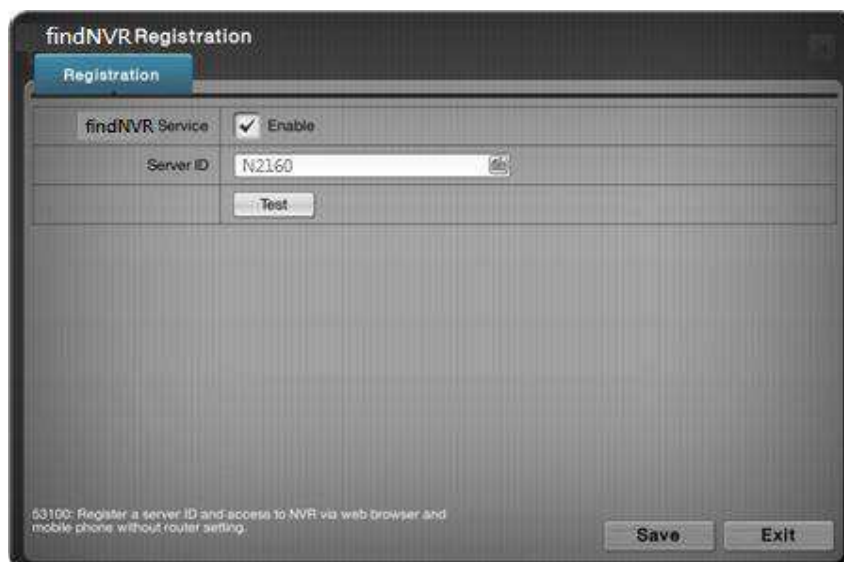 findNVR Registration
Registration
findNVR Service
Enable
Server ID
N2160
Test
53100: Register a server ID and access to NVR via web browser and
mobile phone without router setting.
Save
Exit